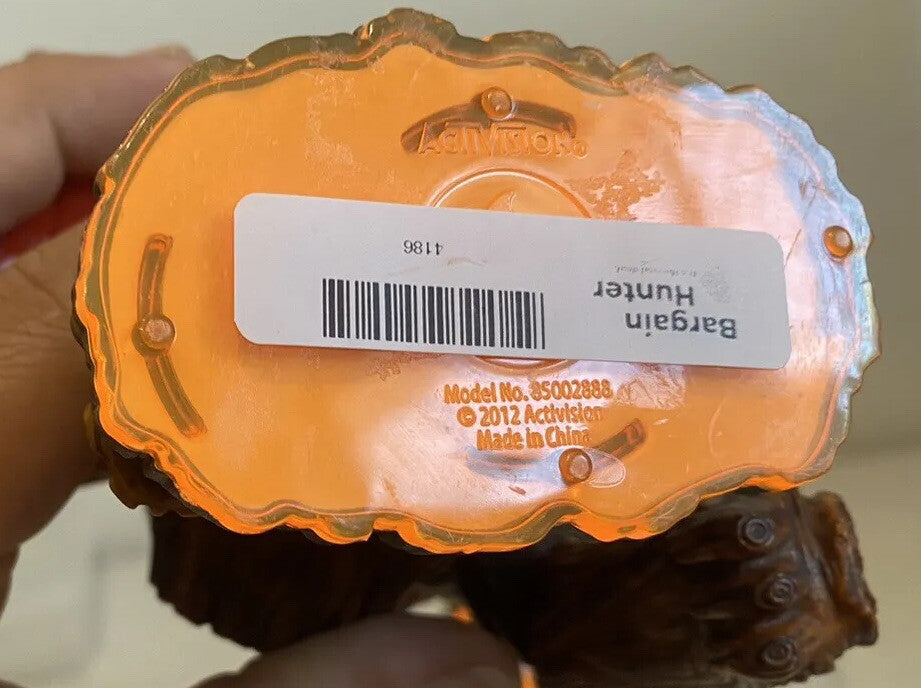 ACTIVISION®
4186
Bargain
Hunter
Model No. 85002888
© 2012 Activision
Made in China